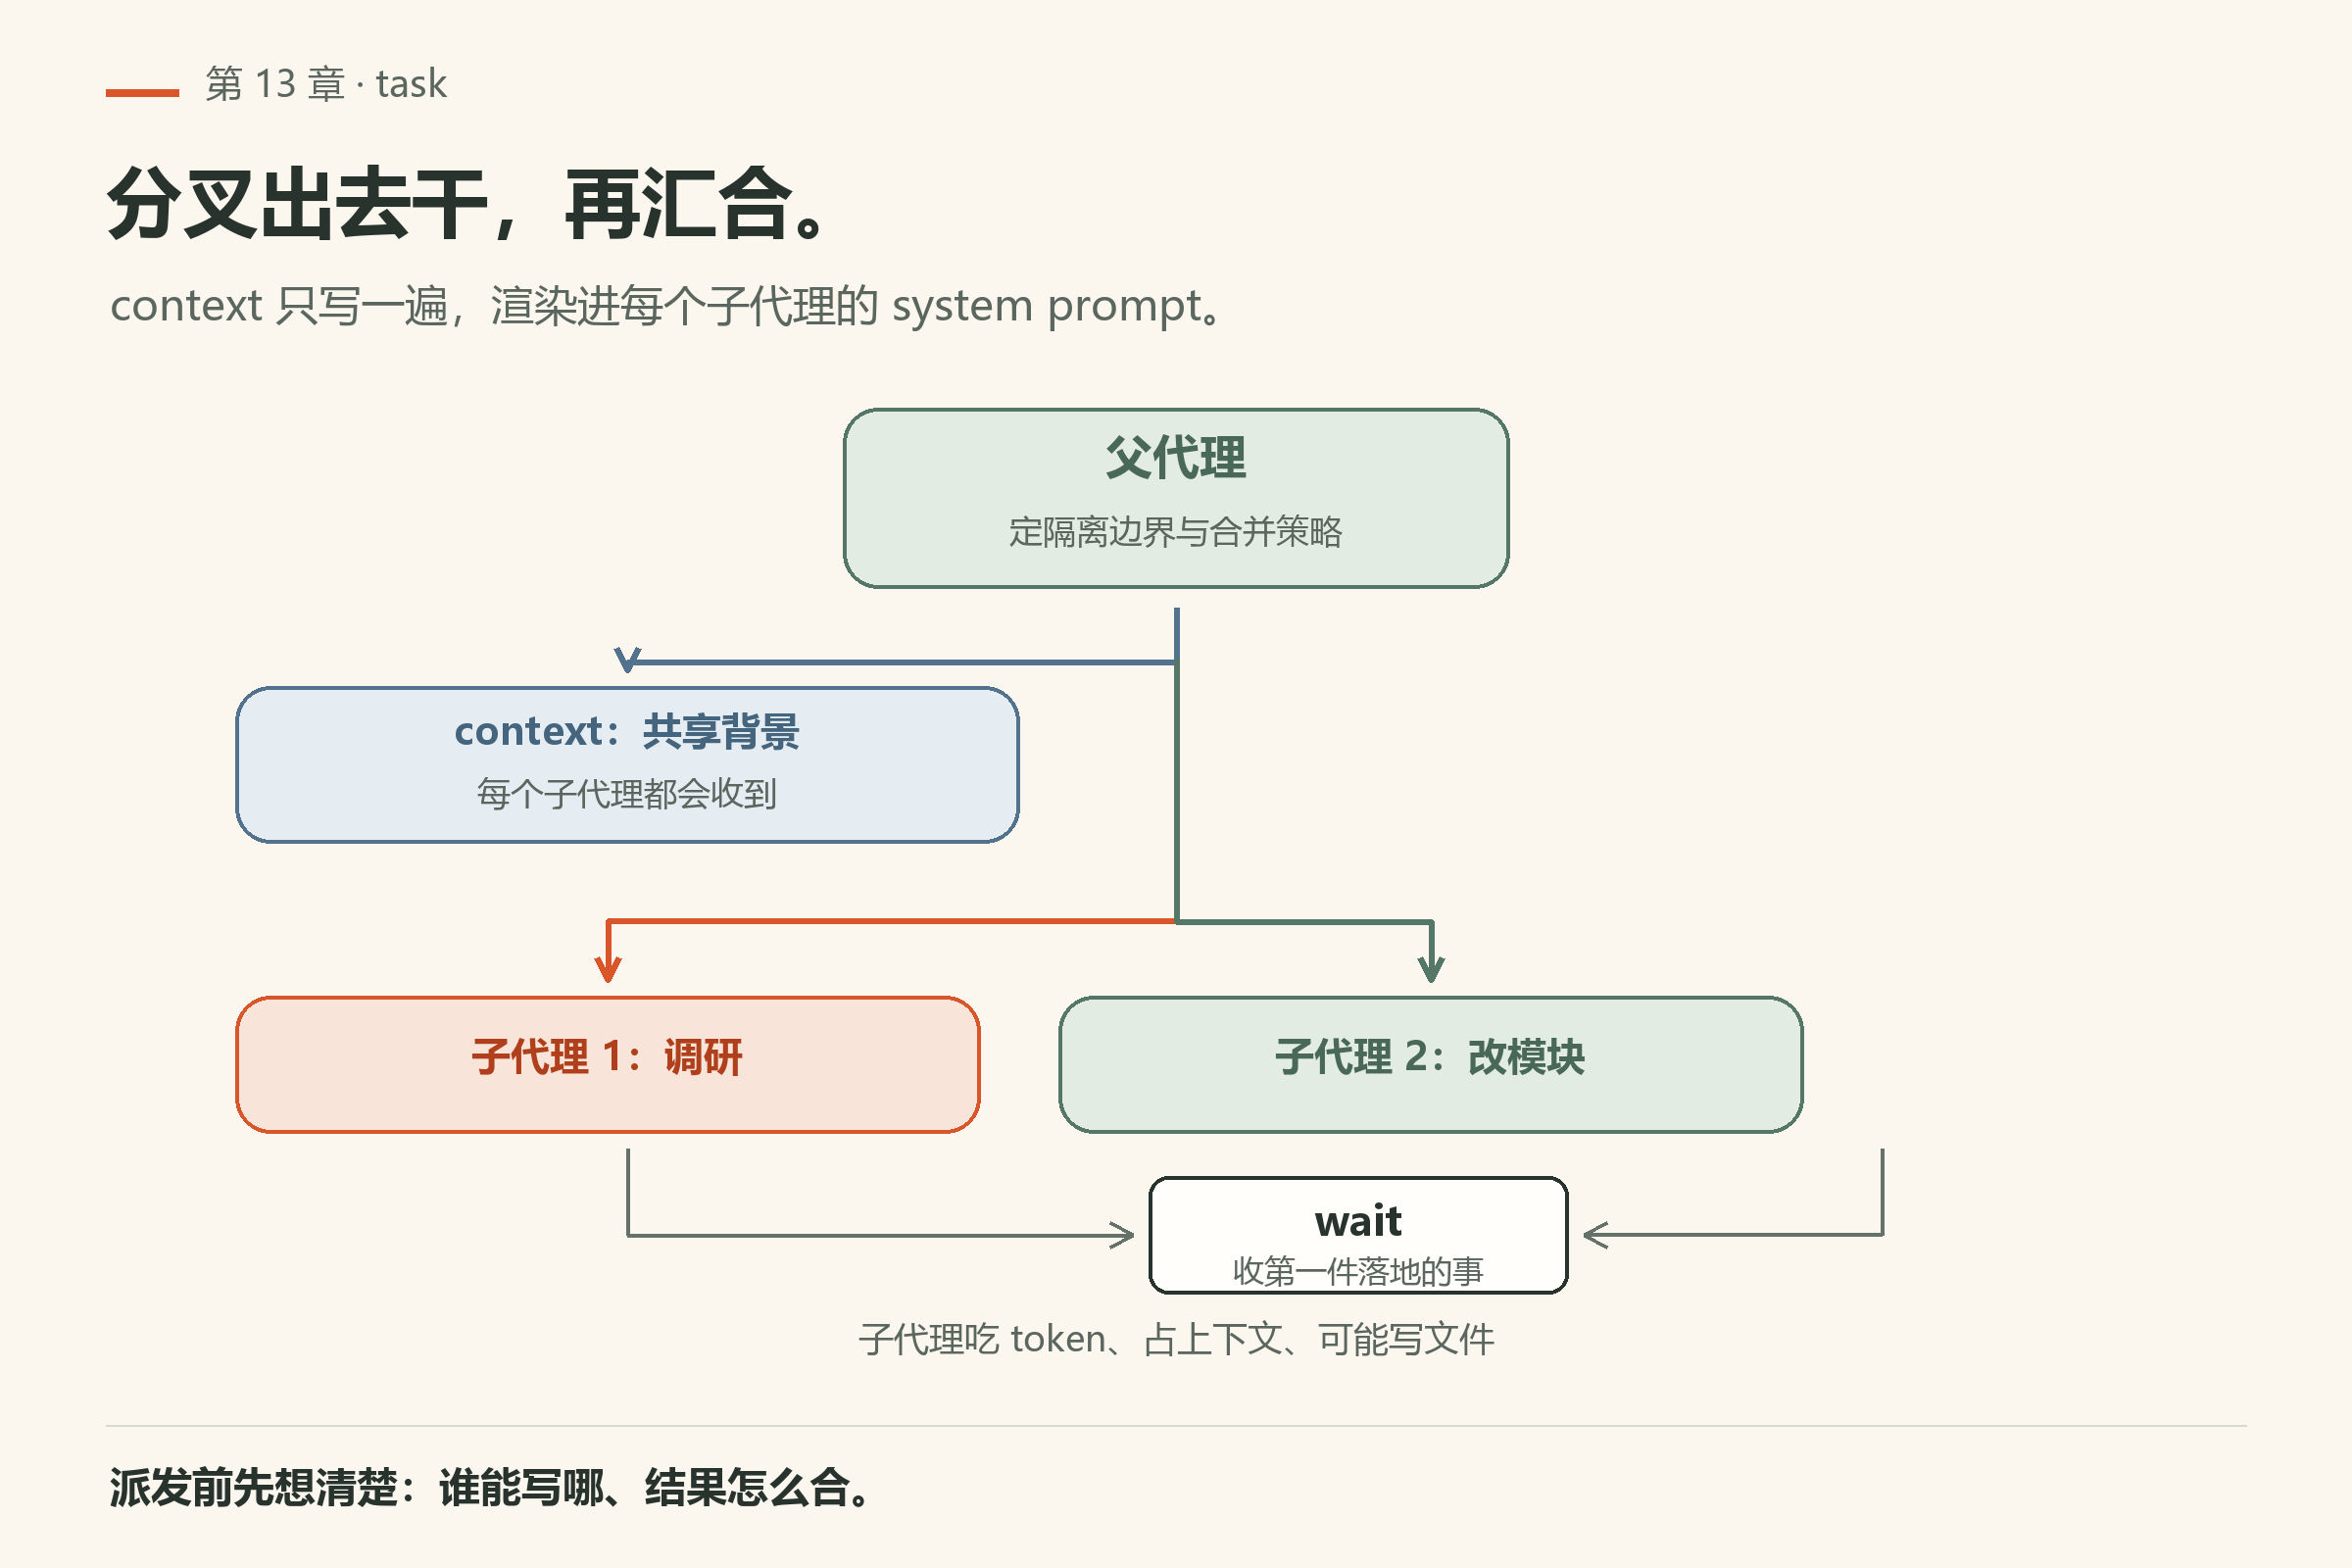 第 13 章 · task
分叉出去干，再汇合。
context 只写一遍，渲染进每个子代理的 system prompt。
父代理
定隔离边界与合并策略
context：共享背景
每个子代理都会收到
子代理 1：调研
子代理 2：改模块
wait
收第一件落地的事
子代理吃 token、占上下文、可能写文件
派发前先想清楚：谁能写哪、结果怎么合。